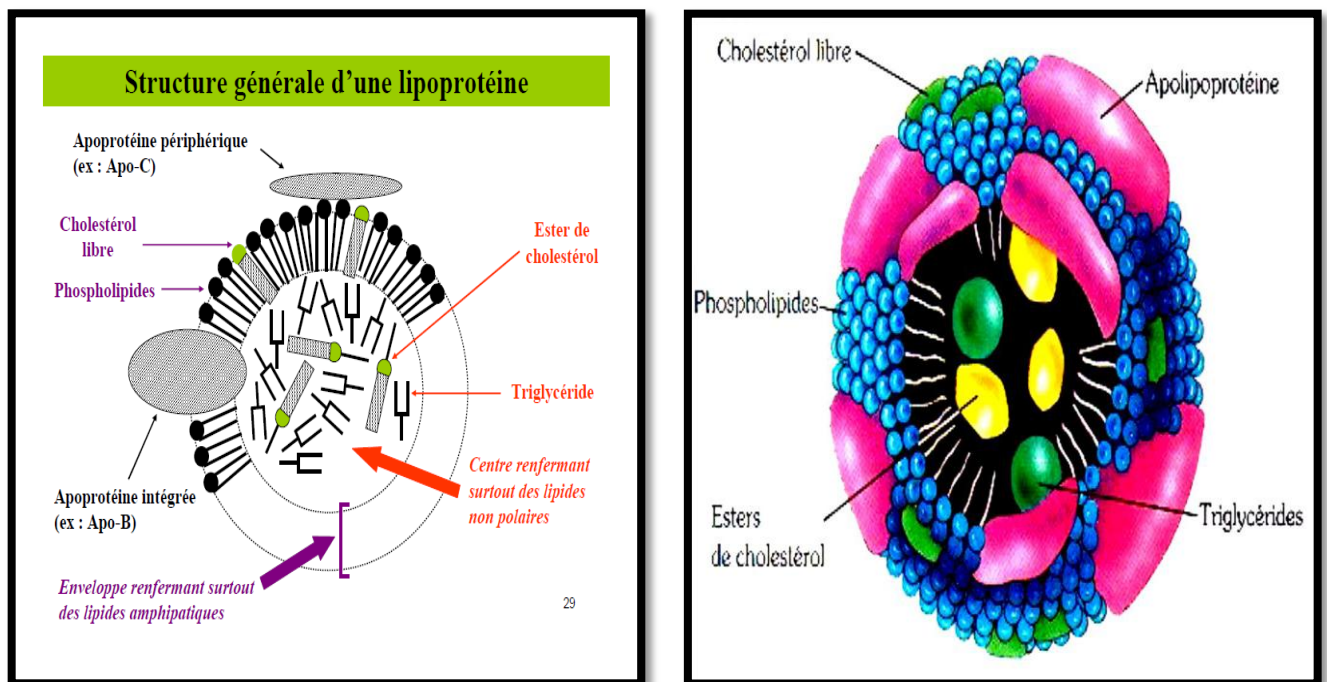 Structure générale d'une lipoprotéine
Apoprotéine périphérique
(ex : Apo-C)
Cholestérol
libre
Phospholipides
Ester de
cholestérol
Triglycéride
Centre renfermant
surtout des lipides
non polaires
Apoprotéine intégrée
(ex : Apo-B)
Enveloppe renfermant surtout
des lipides amphipatiques
29
Cholestérol libre
Apolipoprotéine
Phospholipides
Esters
de cholestérol
Triglycérides